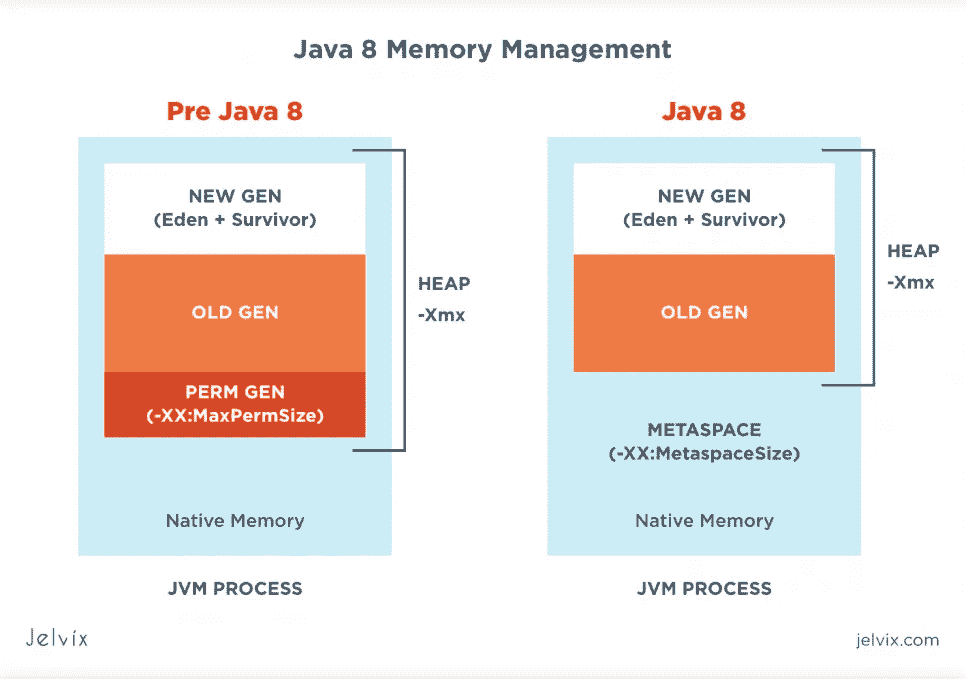 Java 8 Memory Management
Pre Java 8
NEW GEN
(Eden + Survivor)
OLD GEN
PERM GEN
(-XX:MaxPermSize)
HEAP
-Xmx
Native Memory
JVM PROCESS
Java 8
NEW GEN
(Eden + Survivor)
OLD GEN
HEAP
-Xmx
METASPACE
(-XX:MetaspaceSize)
Native Memory
JVM PROCESS
Jelvix
jelvix.com